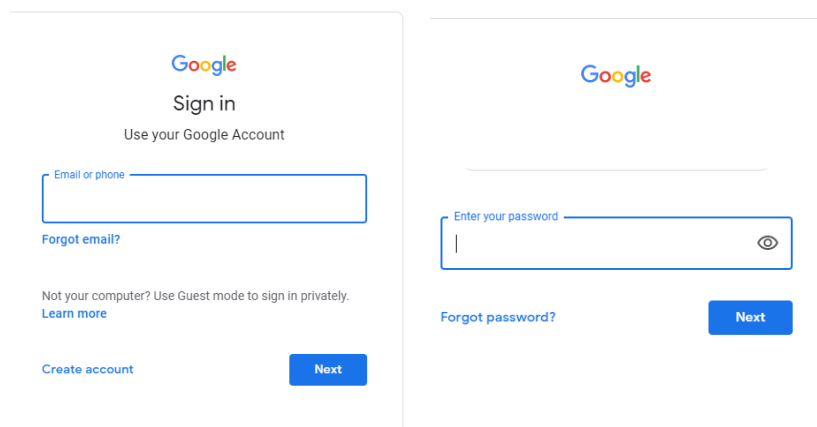 Google
Sign in
Use your Google Account
Email or phone
Forgot email?
Not your computer? Use Guest mode to sign in privately.
Learn more
Create account
Next
Google
Enter your password
Forgot password?
Next